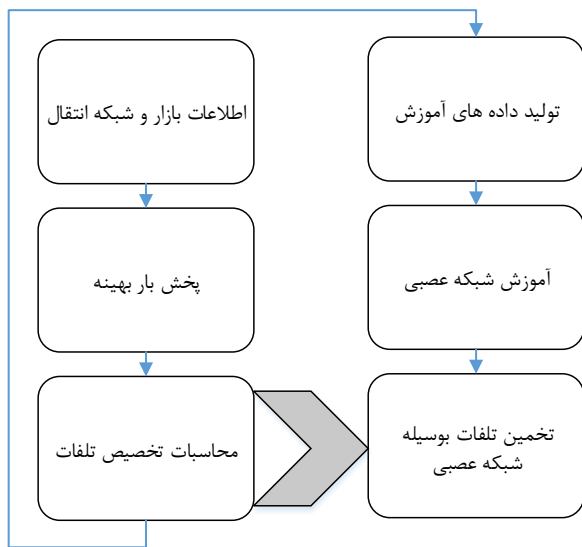 اطلاعات بازار و شبکه انتقال
پخش بار بهینه
محاسبات تخصیص تلفات
تولید داده های آموزش
آموزش شبکه عصبی
تخمین تلفات بوسیله
شبکه عصبی